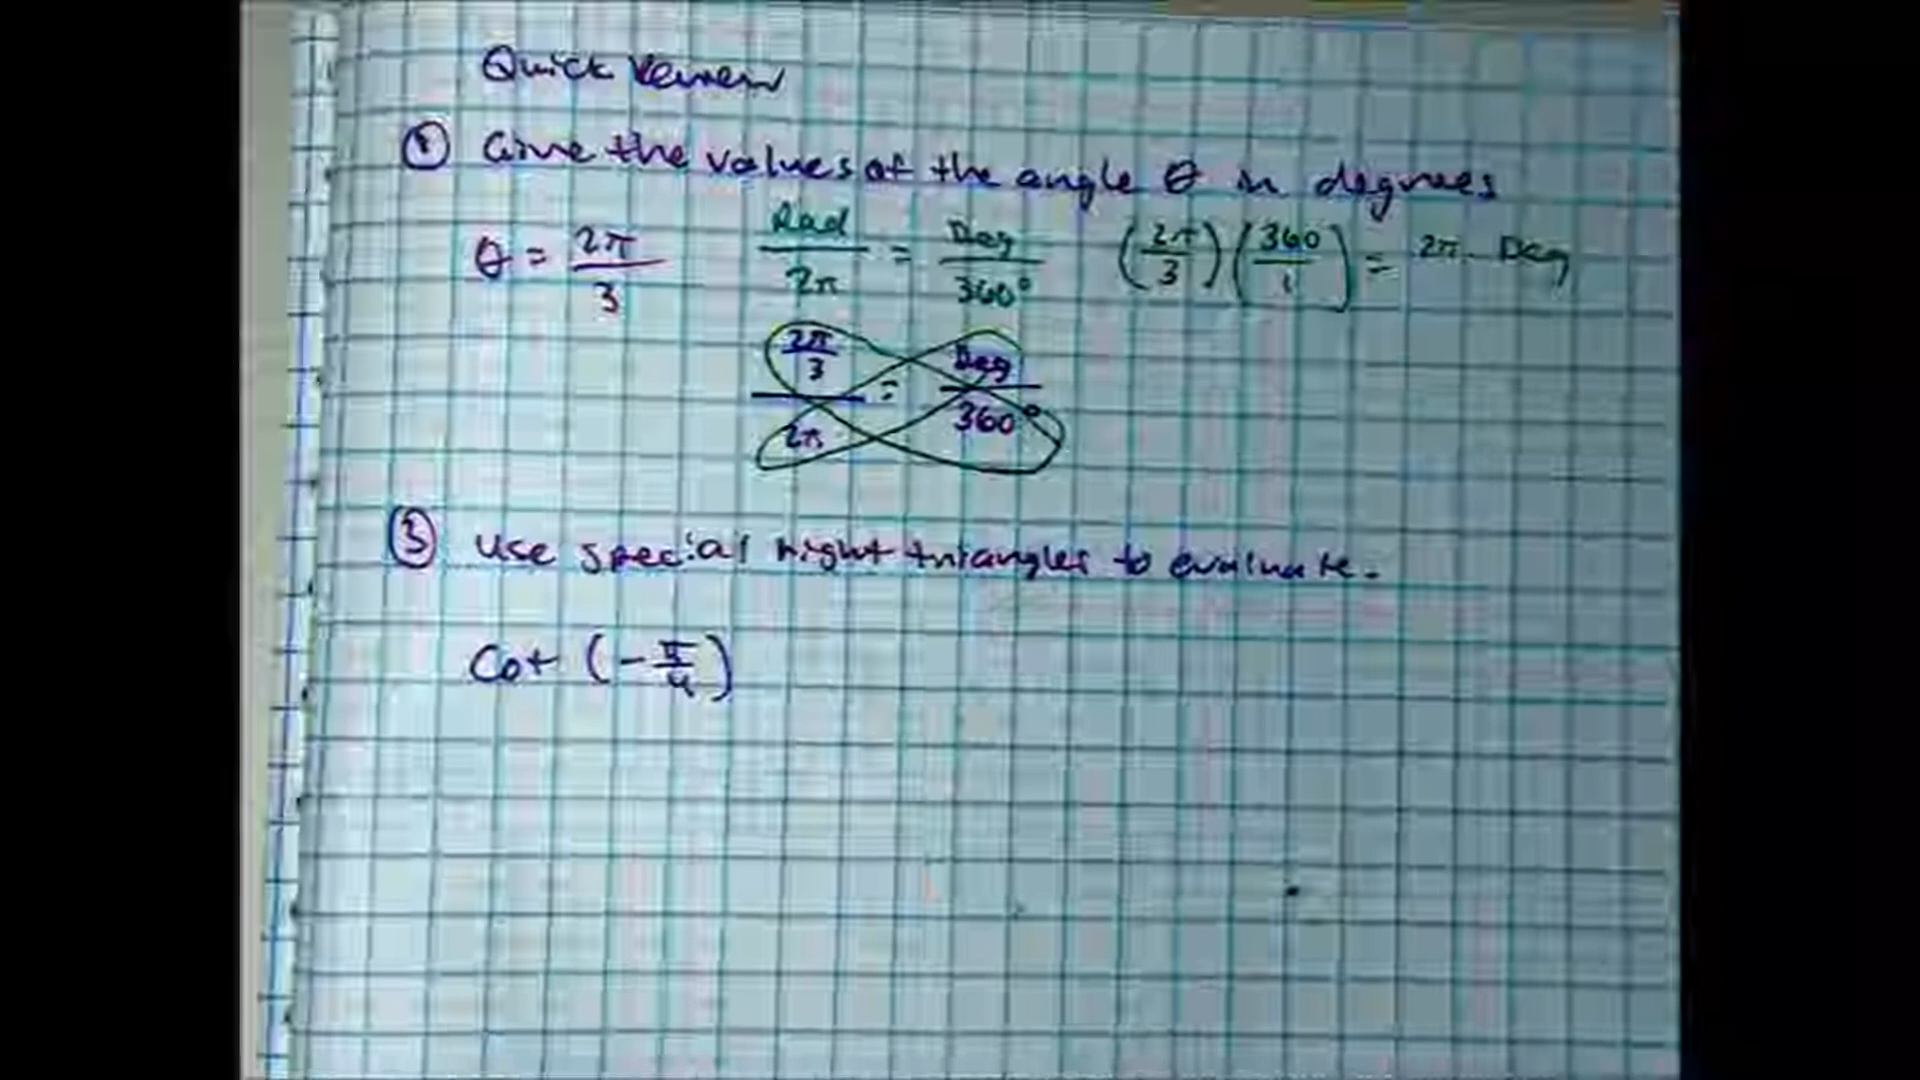 Quick Review
① Give the values of the angle θ in degrees
θ = 2π/3   Rad/2π = Deg/360°   (2π/3)(360/1) = 2π · Deg
2π/3 / 2π = Deg/360°
③ Use special right triangles to evaluate.
Cot (-π/4)